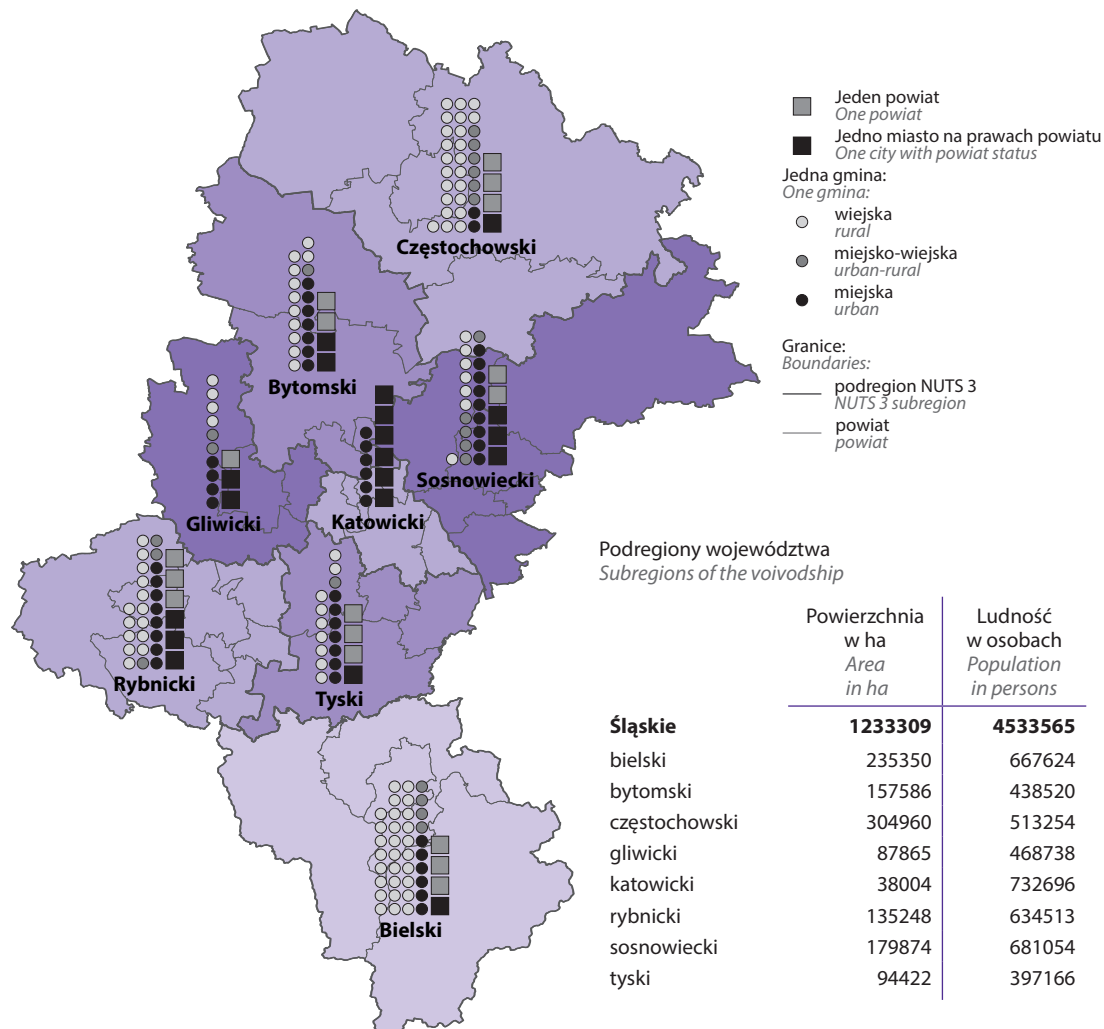 Jeden powiat
One powiat
Jedno miasto na prawach powiatu
One city with powiat status
Jedna gmina:
One gmina:
wiejska
rural
miejsko-wiejska
urban-rural
miejska
urban
Granice:
Boundaries:
podregion NUTS 3
NUTS 3 subregion
powiat
powiat
Częstochowski
Bytomski
Sosnowiecki
Gliwicki
Katowicki
Rybnicki
Tyski
Bielski
Podregiony województwa
Subregions of the voivodship
Powierzchnia w ha
Area in ha
Ludność w osobach
Population in persons
Śląskie 1233309 4533565
bielski 235350 667624
bytomski 157586 438520
częstochowski 304960 513254
gliwicki 87865 468738
katowicki 38004 732696
rybnicki 135248 634513
sosnowiecki 179874 681054
tyski 94422 397166